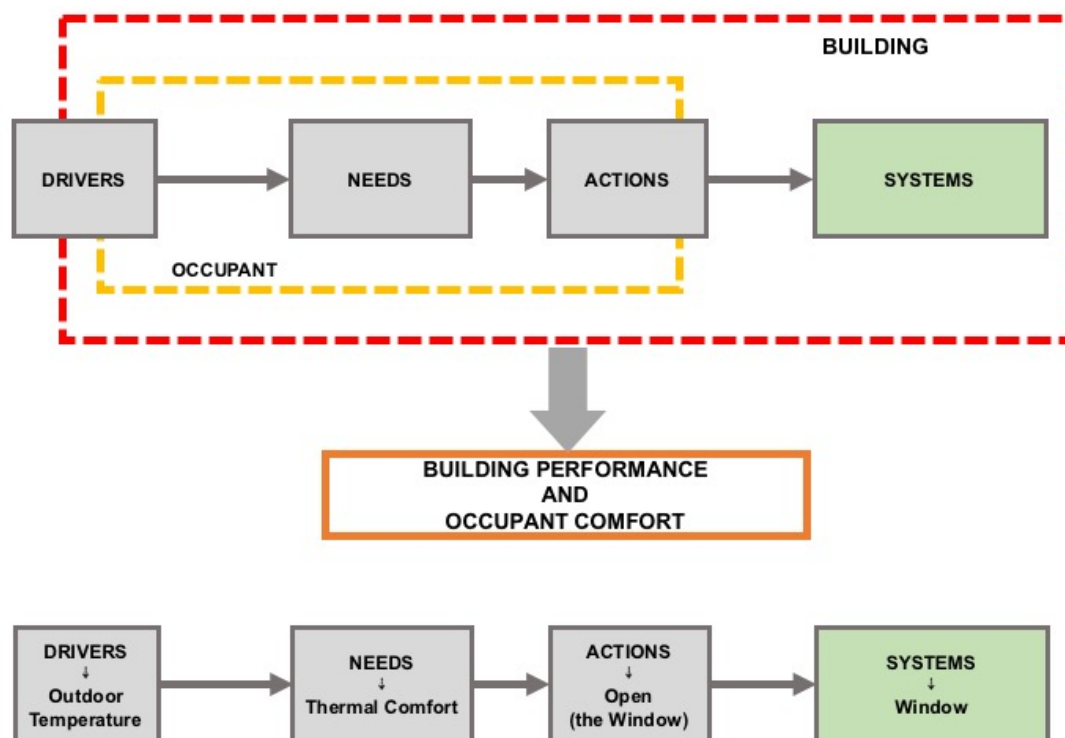 BUILDING
DRIVERS
NEEDS
ACTIONS
SYSTEMS
OCCUPANT
BUILDING PERFORMANCE
AND
OCCUPANT COMFORT
DRIVERS
↓
Outdoor
Temperature
NEEDS
↓
Thermal Comfort
ACTIONS
↓
Open
(the Window)
SYSTEMS
↓
Window